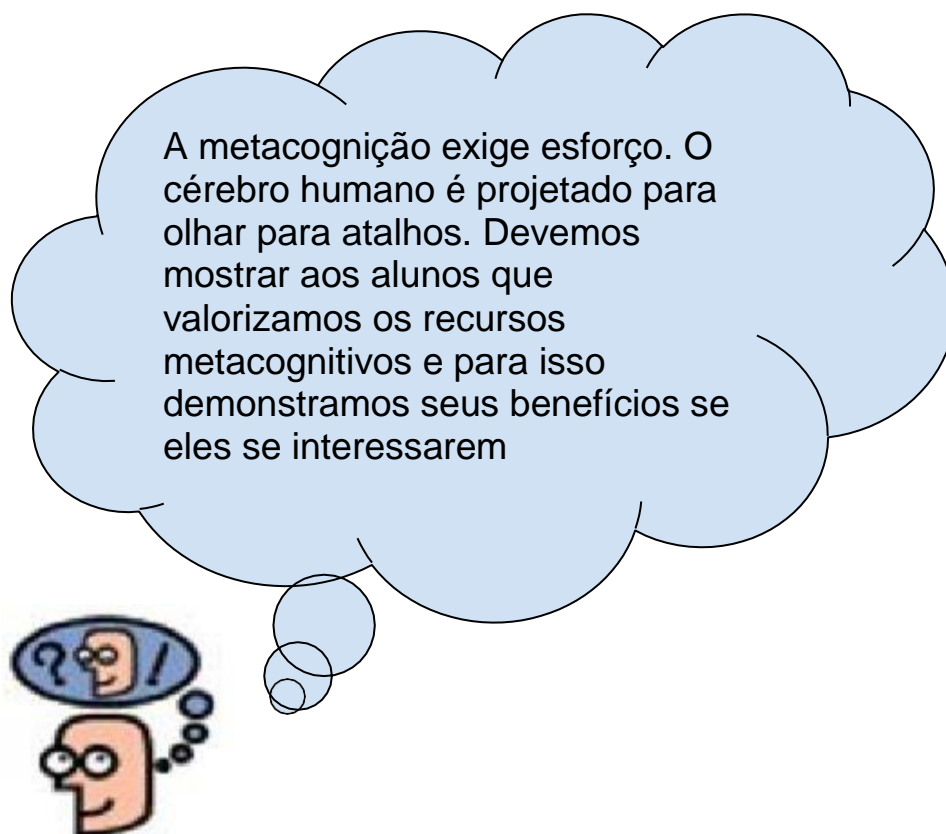 A metacognição exige esforço. O
cérebro humano é projetado para
olhar para atalhos. Devemos
mostrar aos alunos que
valorizamos os recursos
metacognitivos e para isso
demonstramos seus benefícios se
eles se interessarem
? !